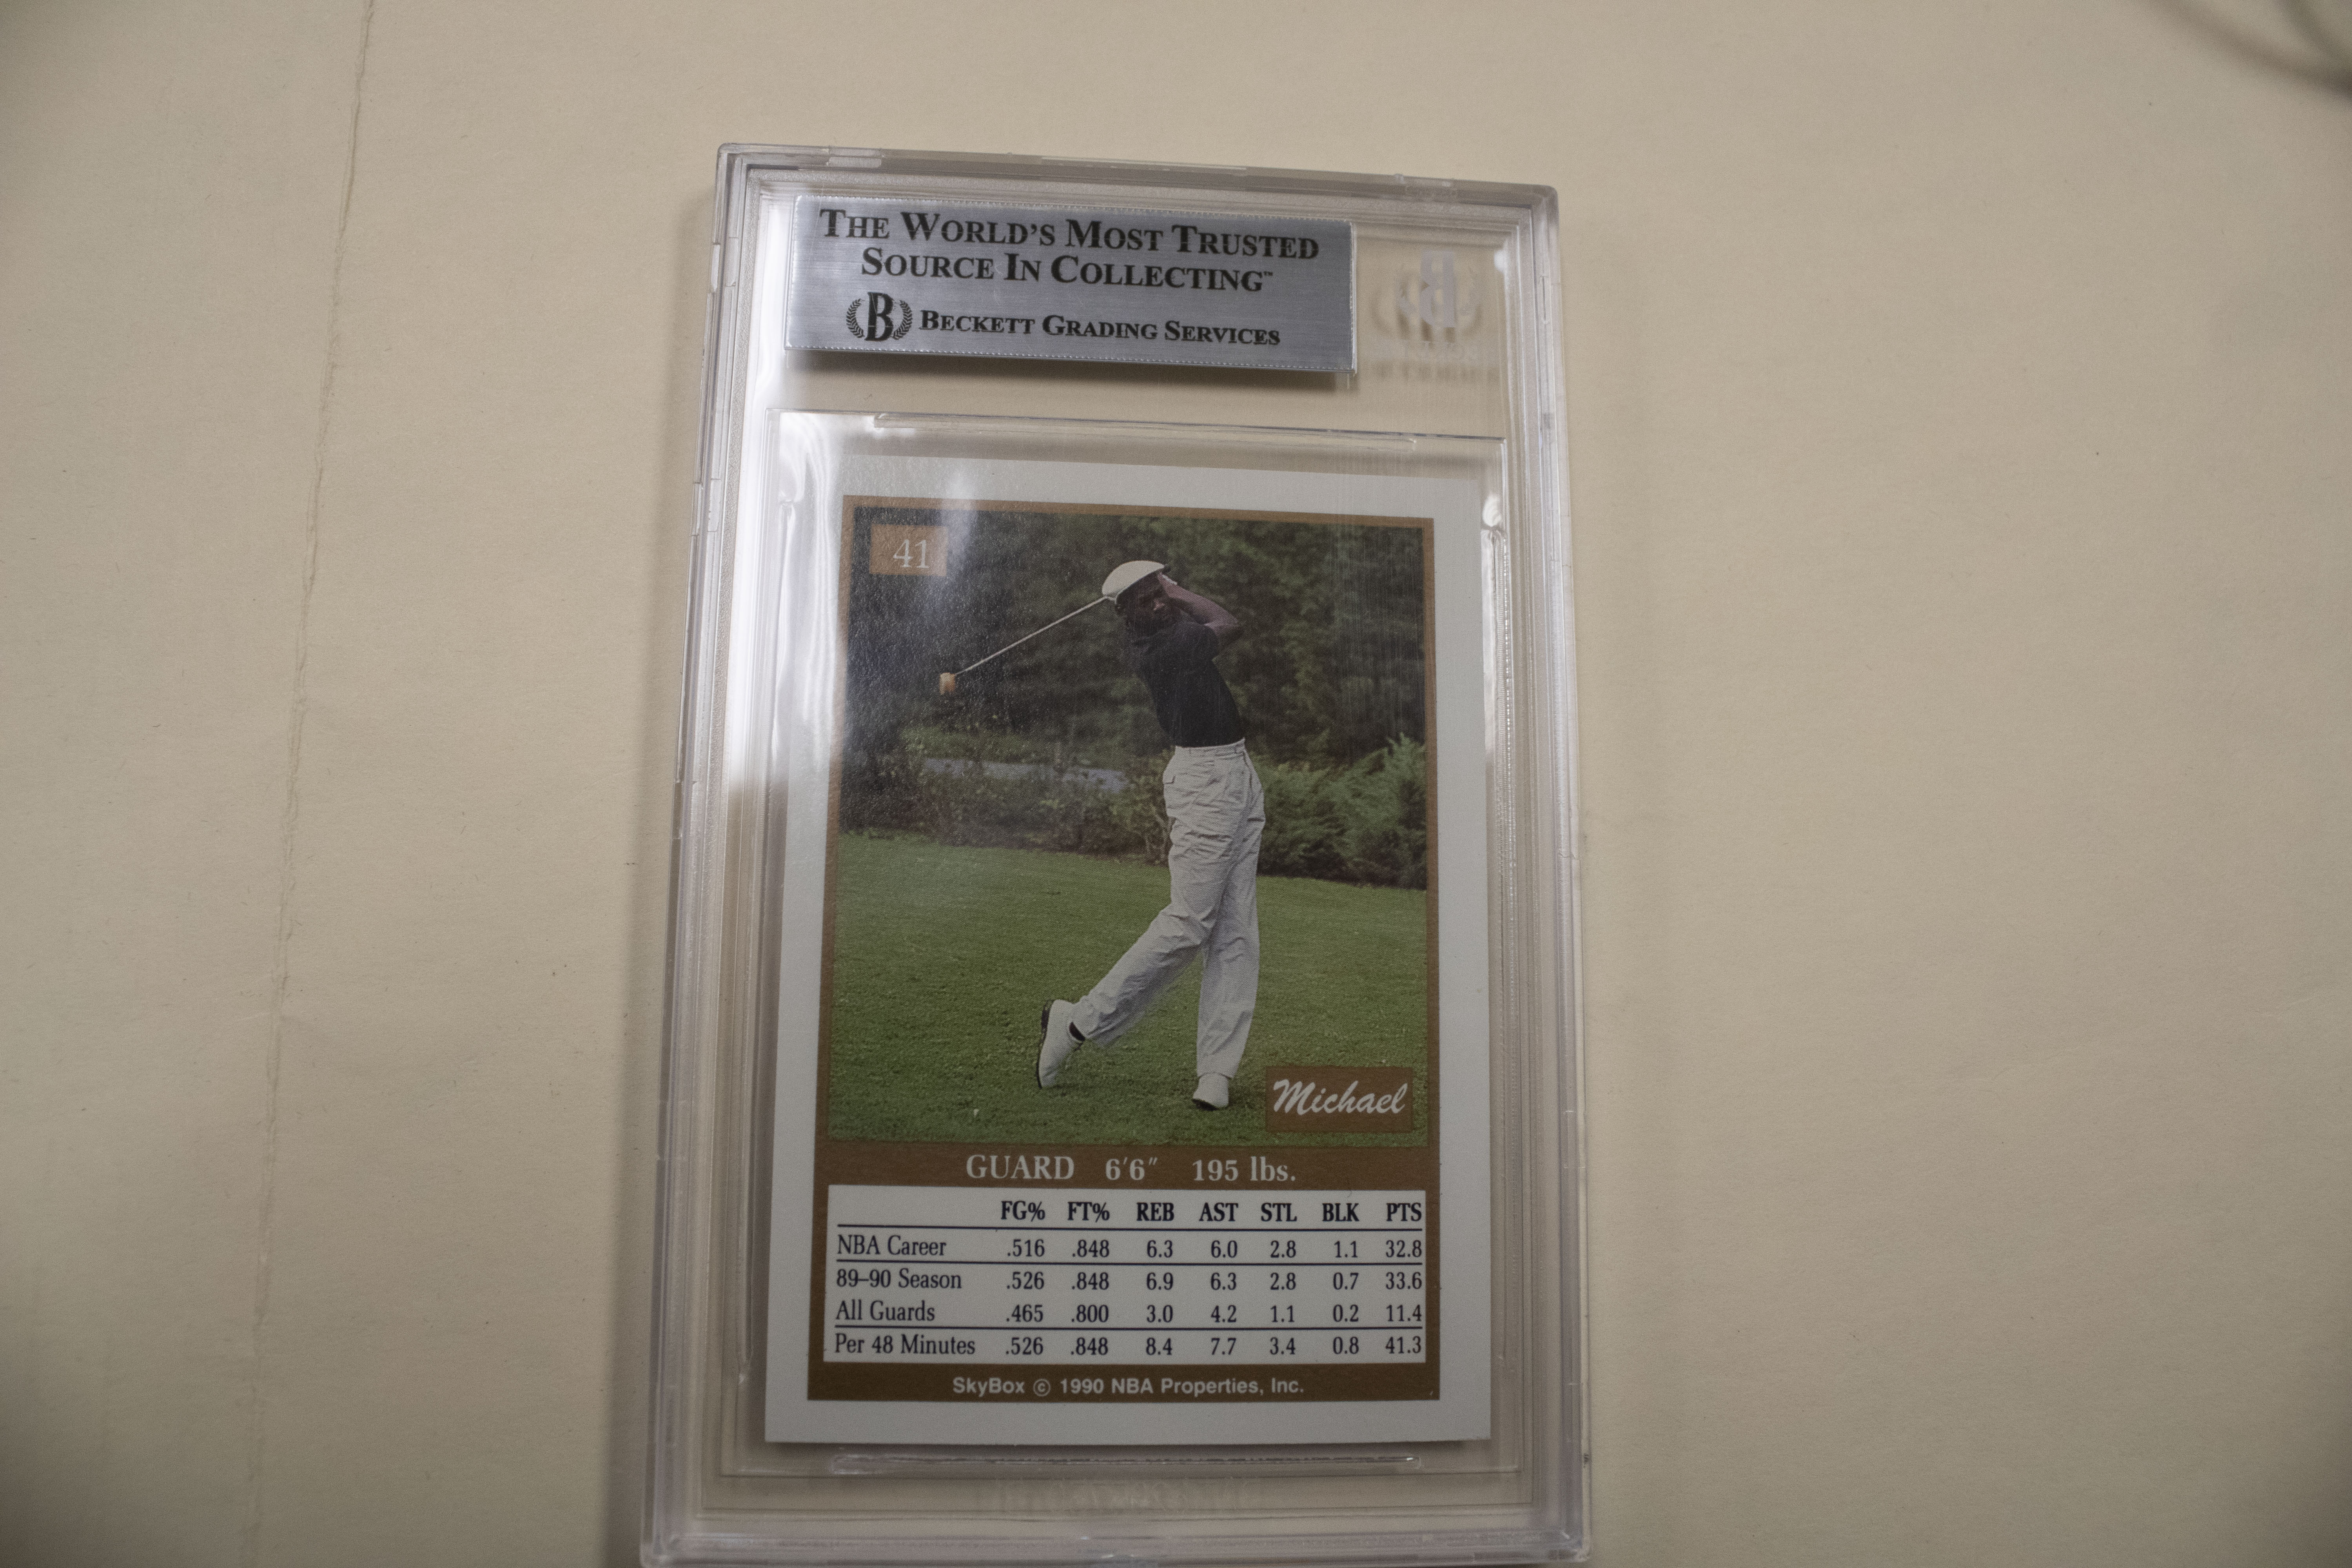 THE WORLD'S MOST TRUSTED
SOURCE IN COLLECTING™
B BECKETT GRADING SERVICES
41
Michael
GUARD 6'6" 195 lbs.
FG% FT% REB AST STL BLK PTS
NBA Career .516 .848 6.3 6.0 2.8 1.1 32.8
89–90 Season .526 .848 6.9 6.3 2.8 0.7 33.6
All Guards .465 .800 3.0 4.2 1.1 0.2 11.4
Per 48 Minutes .526 .848 8.4 7.7 3.4 0.8 41.3
SkyBox © 1990 NBA Properties, Inc.